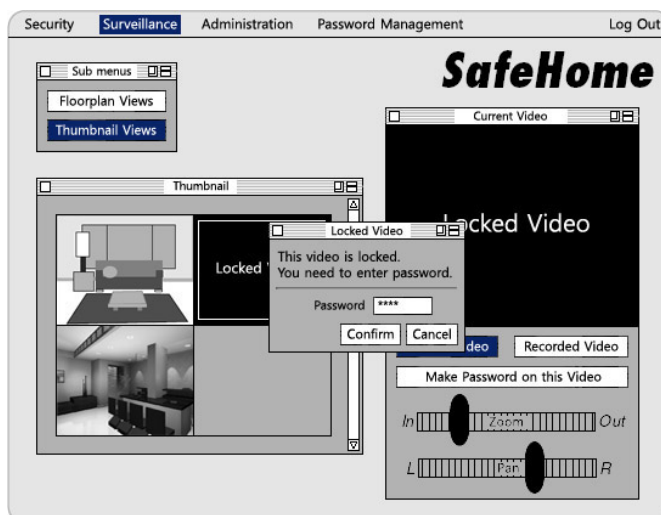 Security Surveillance Administration Password Management Log Out
SafeHome
Sub menus
Floorplan Views
Thumbnail Views
Current Video
Locked Video
Thumbnail
Locked
Locked Video
This video is locked.
You need to enter password.
Password ****
Confirm Cancel
Recorded Video
Make Password on this Video
In Zoom Out
L Pan R